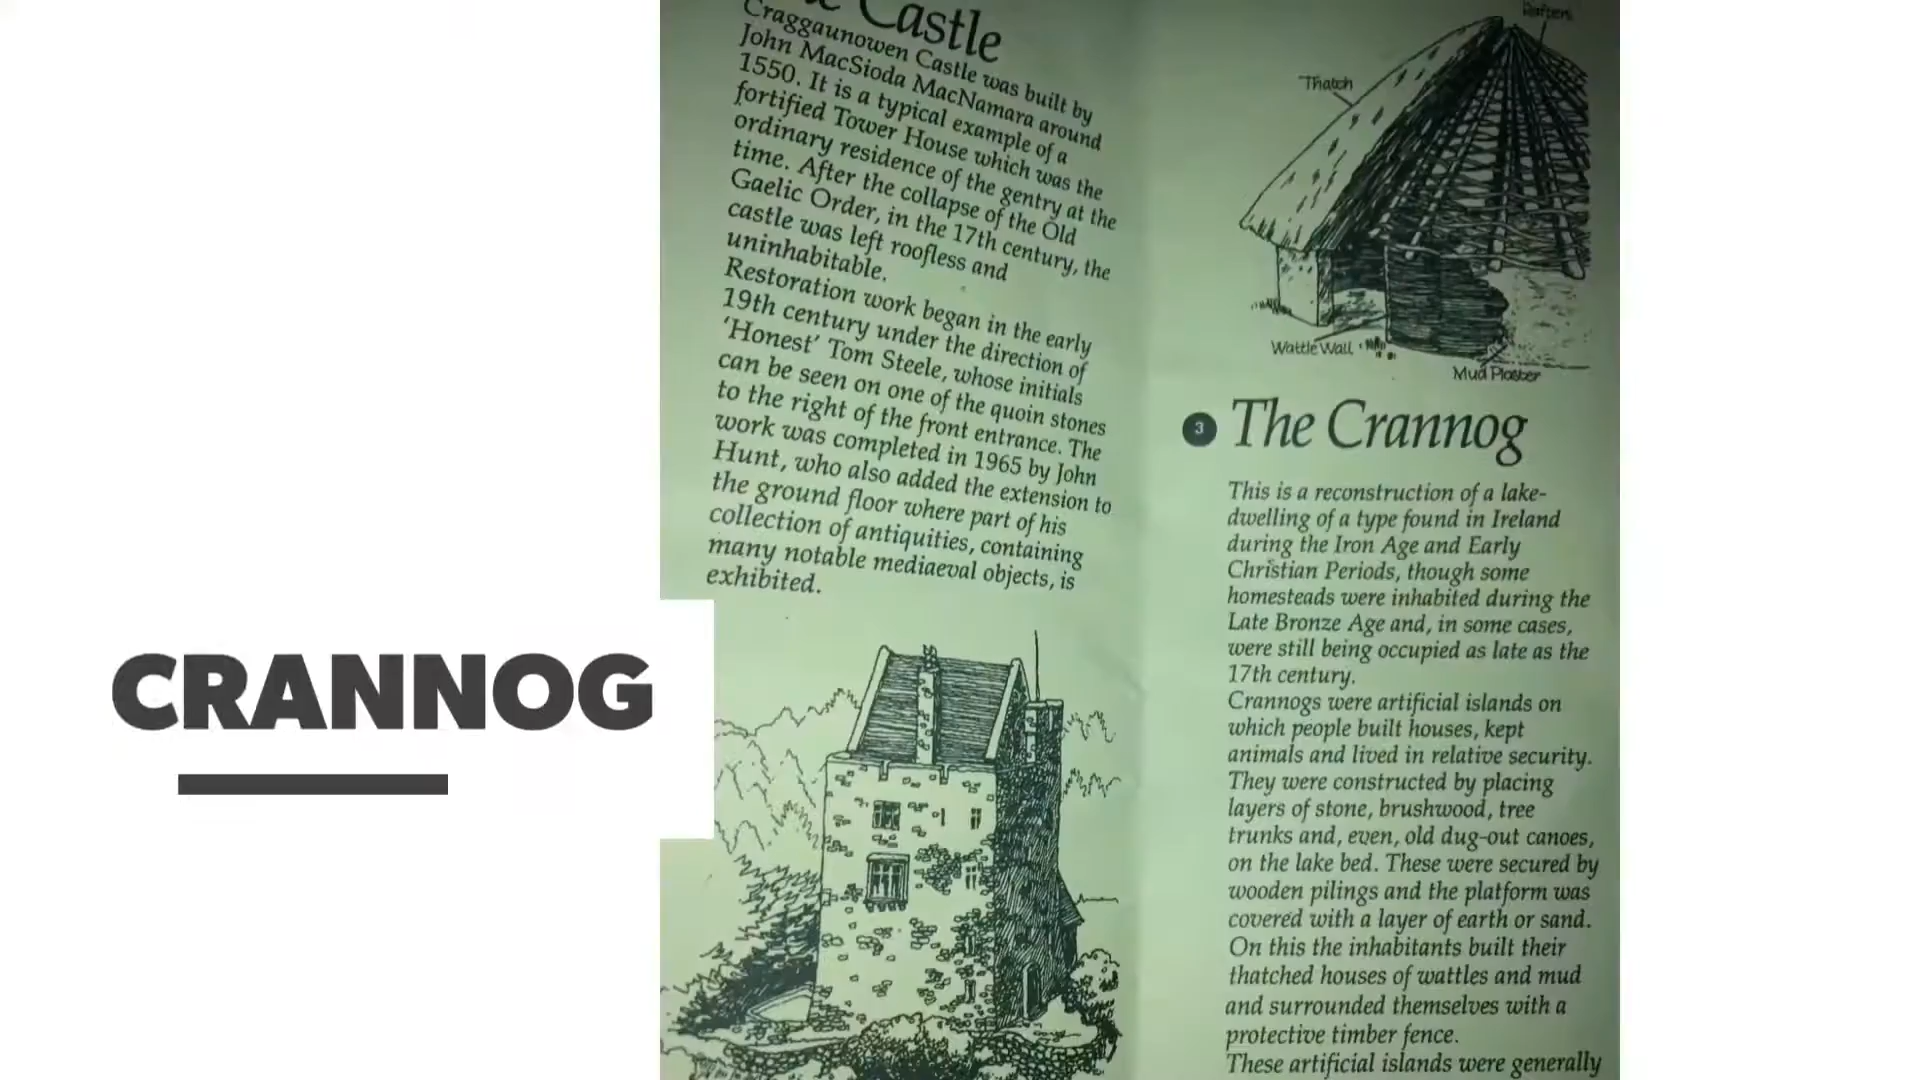 CRANNOG
The Castle
Craggaunowen Castle was built by
John MacSioda MacNamara around
1550. It is a typical example of a
fortified Tower House which was the
ordinary residence of the gentry at the
time. After the collapse of the Old
Gaelic Order, in the 17th century, the
castle was left roofless and
uninhabitable.
Restoration work began in the early
19th century under the direction of
‘Honest’ Tom Steele, whose initials
can be seen on one of the quoin stones
to the right of the front entrance. The
work was completed in 1965 by John
Hunt, who also added the extension to
the ground floor where part of his
collection of antiquities, containing
many notable mediaeval objects, is
exhibited.
Rafters
Thatch
Wattle Wall
Mud Plaster
3 The Crannog
This is a reconstruction of a lake-
dwelling of a type found in Ireland
during the Iron Age and Early
Christian Periods, though some
homesteads were inhabited during the
Late Bronze Age and, in some cases,
were still being occupied as late as the
17th century.
Crannogs were artificial islands on
which people built houses, kept
animals and lived in relative security.
They were constructed by placing
layers of stone, brushwood, tree
trunks and, even, old dug-out canoes,
on the lake bed. These were secured by
wooden pilings and the platform was
covered with a layer of earth or sand.
On this the inhabitants built their
thatched houses of wattles and mud
and surrounded themselves with a
protective timber fence.
These artificial islands were generally